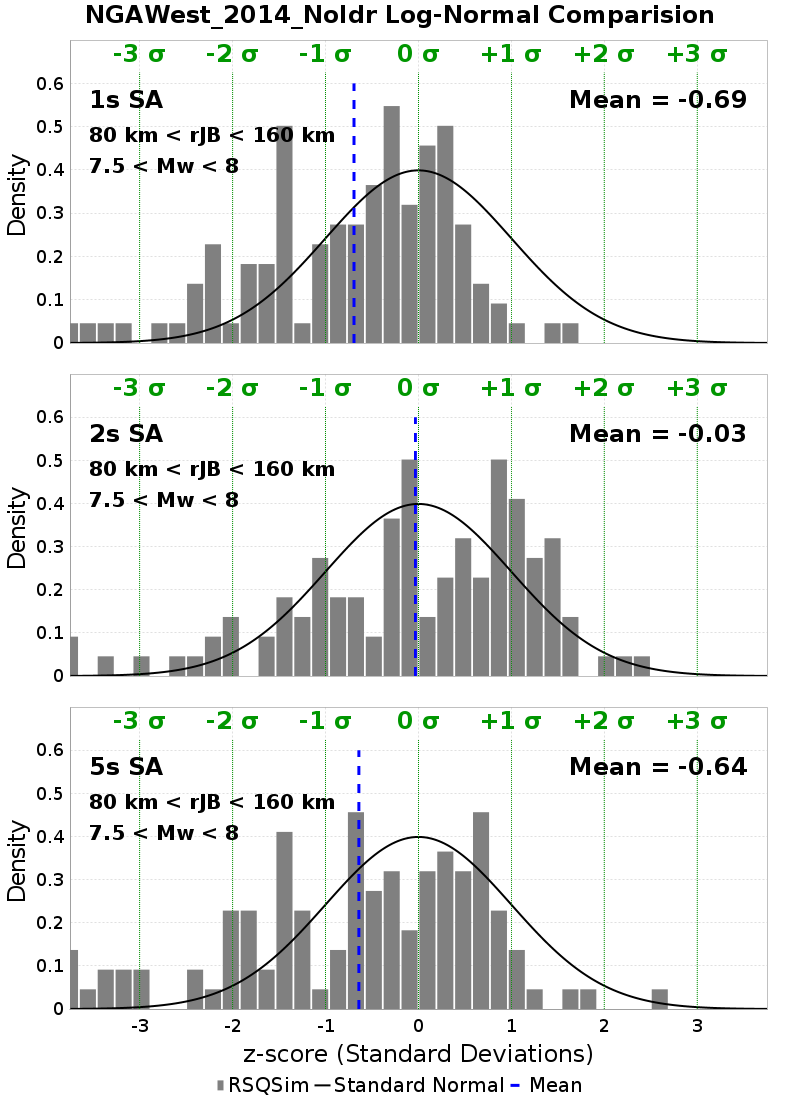 NGAWest_2014_NoIdr Log-Normal Comparision
-3 σ -2 σ -1 σ 0 σ +1 σ +2 σ +3 σ
1s SA
Mean = -0.69
80 km < rJB < 160 km
7.5 < Mw < 8
0.6
0.5
0.4
0.3
0.2
0.1
0
Density
-3 σ -2 σ -1 σ 0 σ +1 σ +2 σ +3 σ
2s SA
Mean = -0.03
80 km < rJB < 160 km
7.5 < Mw < 8
0.6
0.5
0.4
0.3
0.2
0.1
0
Density
-3 σ -2 σ -1 σ 0 σ +1 σ +2 σ +3 σ
5s SA
Mean = -0.64
80 km < rJB < 160 km
7.5 < Mw < 8
0.6
0.5
0.4
0.3
0.2
0.1
0
Density
-3 -2 -1 0 1 2 3
z-score (Standard Deviations)
RSQSim Standard Normal Mean